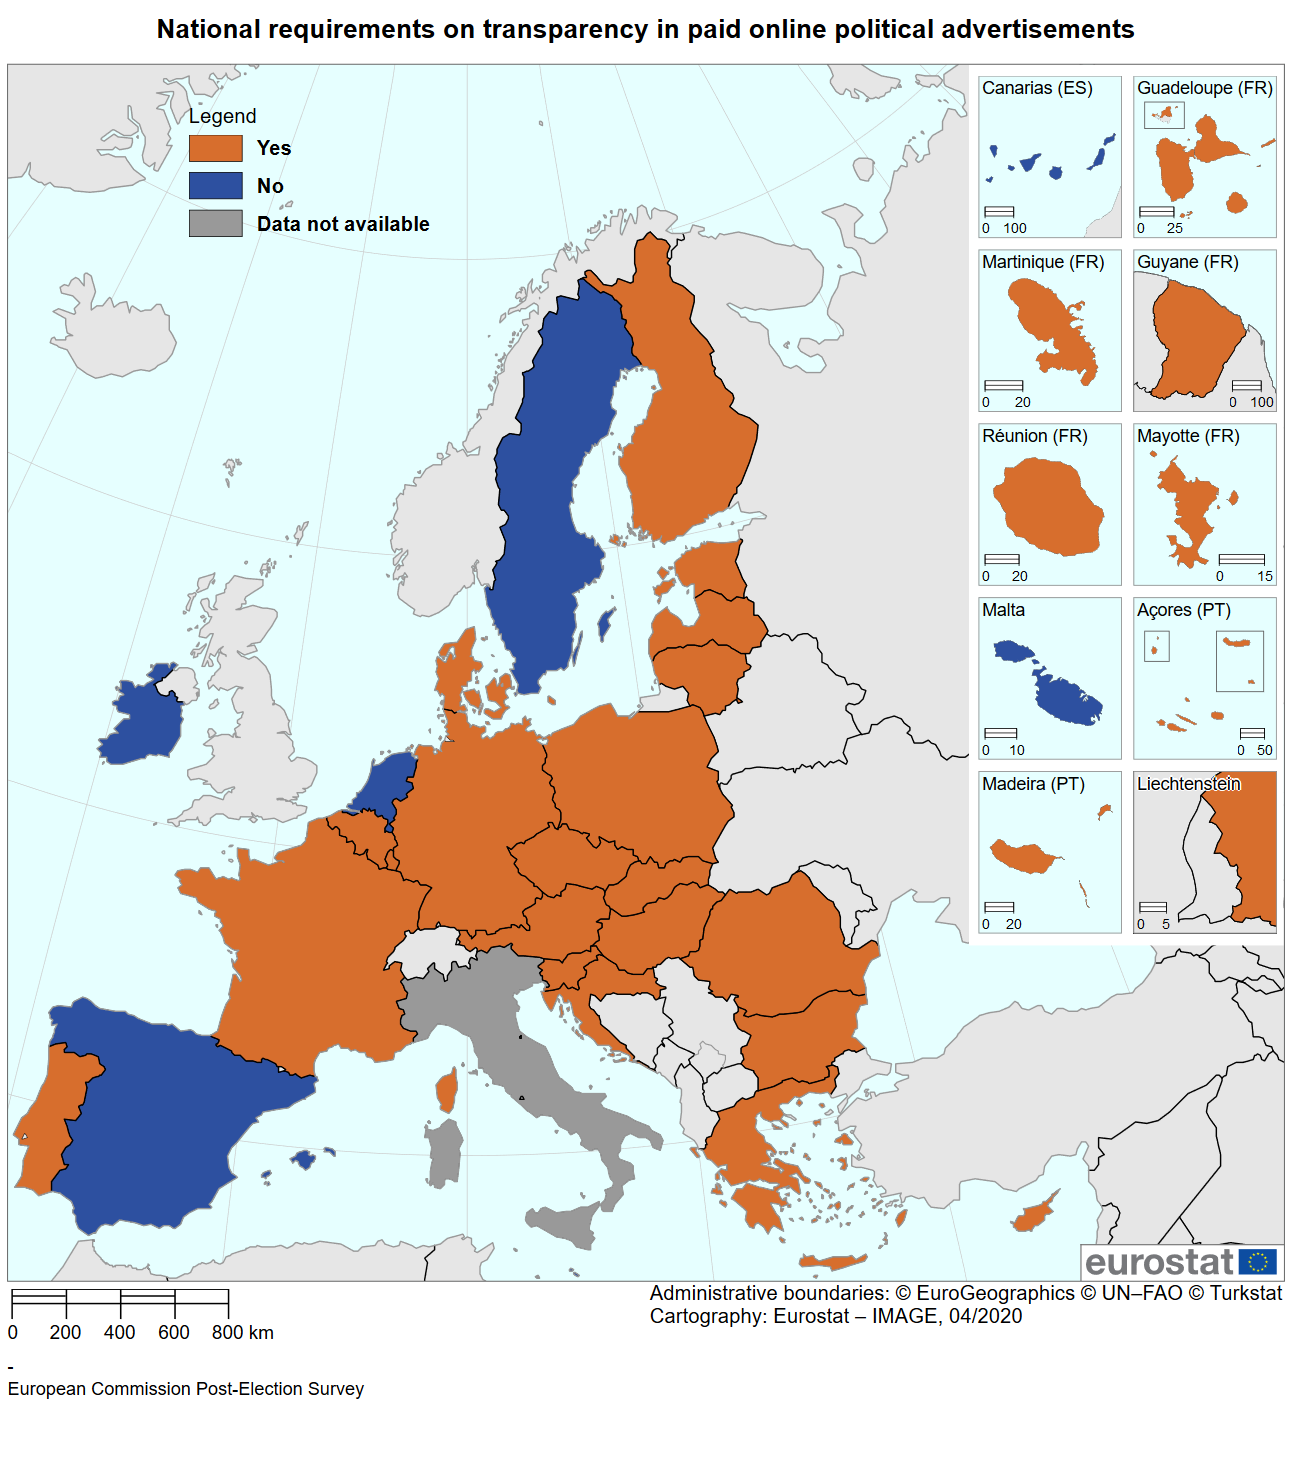 National requirements on transparency in paid online political advertisements
Legend
Yes
No
Data not available
Canarias (ES)
0 100
Guadeloupe (FR)
0 25
Martinique (FR)
0 20
Guyane (FR)
0 100
Réunion (FR)
0 20
Mayotte (FR)
0 15
Malta
0 10
Açores (PT)
0 50
Madeira (PT)
0 20
Liechtenstein
0 5
eurostat
Administrative boundaries: © EuroGeographics © UN–FAO © Turkstat
Cartography: Eurostat – IMAGE, 04/2020
0 200 400 600 800 km
-
European Commission Post-Election Survey